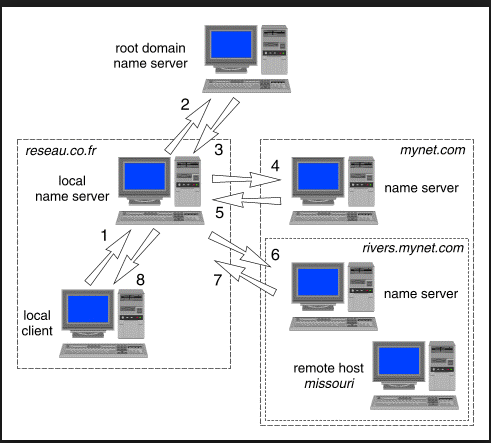 root domain
name server
2
3
reseau.co.fr
mynet.com
local
name server
4
5
name server
rivers.mynet.com
1
8
6
7
name server
local
client
remote host
missouri